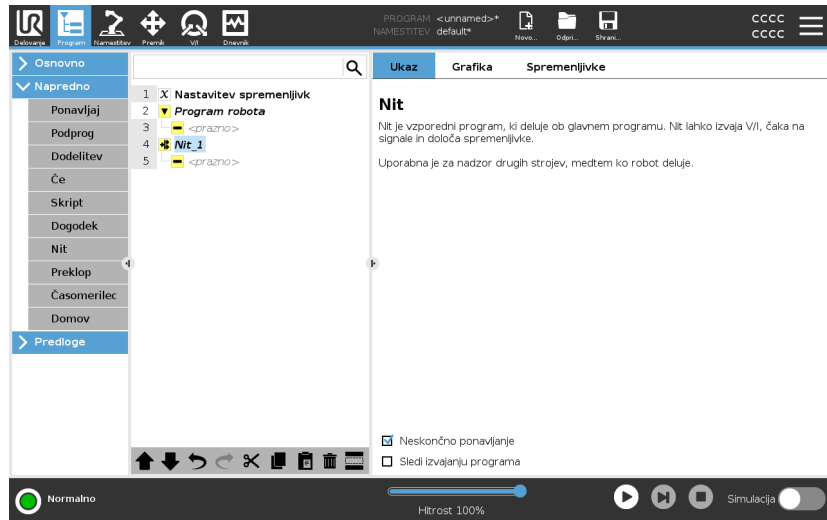 PROGRAM <unnamed>*
NAMESTITEV default*
UR
Delovanje Program Namestitev Premik V/I Dnevnik
Novo... Odpri... Shrani...
CCCC
CCCC
Osnovno
Napredno
Ponavljaj
Podprog
Dodelitev
Če
Skript
Dogodek
Nit
Preklop
Časomerilec
Domov
Predloge
1 X Nastavitev spremenljivk
2 Program robota
3 <prazno>
4 Nit_1
5 <prazno>
Ukaz Grafika Spremenljivke
Nit
Nit je vzporedni program, ki deluje ob glavnem programu. Nit lahko izvaja V/I, čaka na
signale in določa spremenljivke.
Uporabna je za nadzor drugih strojev, medtem ko robot deluje.
Neskončno ponavljanje
Sledi izvajanju programa
Normalno
Hitrost 100%
Simulacija